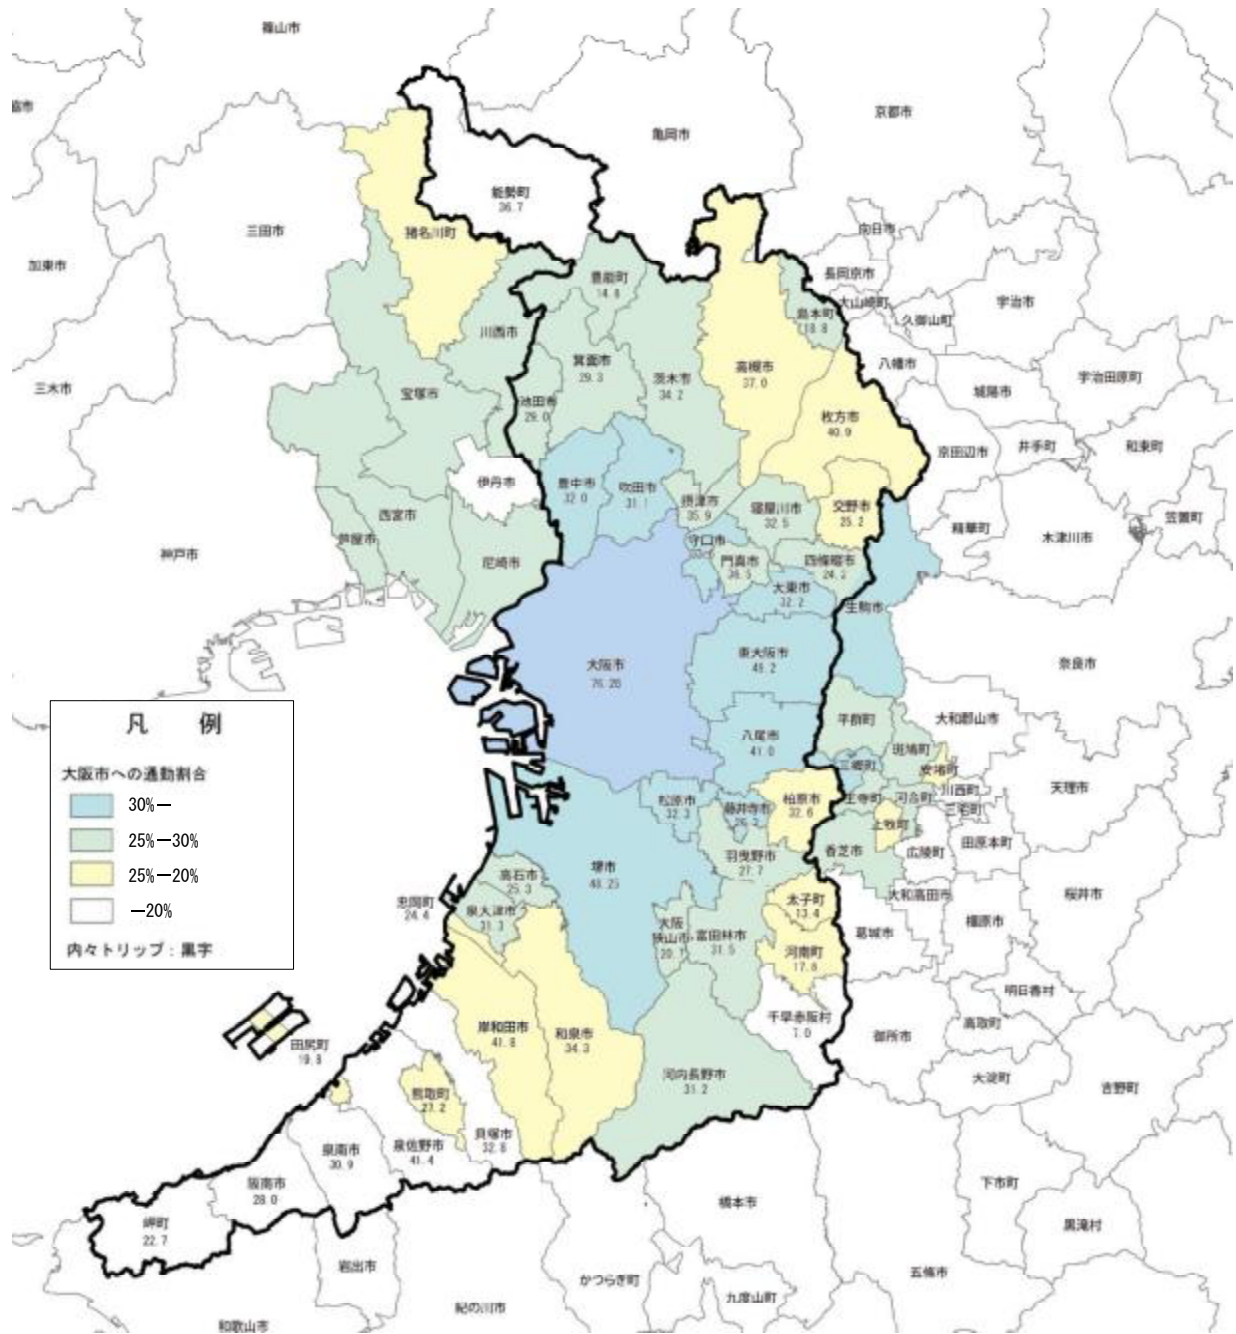 篠山市
京都市
亀岡市
能勢町
36.7
三田市
猪名川町
向日市
加東市
長岡京市
豊能町
14.8
大山崎町
宇治市
島本町
18.8
久御山町
川西市
箕面市
29.3
八幡市
三木市
茨木市
34.2
高槻市
37.0
宇治田原町
城陽市
宝塚市
池田市
29.0
枚方市
40.9
井手町
和束町
京田辺市
伊丹市
豊中市
32.0
吹田市
31.1
摂津市
35.9
寝屋川市
32.5
交野市
25.2
精華町
笠置町
西宮市
芦屋市
木津川市
神戸市
尼崎市
守口市
門真市
36.5
四條畷市
24.2
大東市
32.2
生駒市
大阪市
東大阪市
奈良市
平群町
大和郡山市
八尾市
41.0
斑鳩町
三郷町
安堵町
川西町
天理市
凡 例
大阪市への通勤割合
30%ー
25%ー30%
25%ー20%
ー20%
内々トリップ：黒字
松原市
32.3
藤井寺市
柏原市
32.6
王寺町
河合町
三宅町
上牧町
羽曳野市
27.7
香芝市
広陵町
田原本町
堺市
高石市
25.3
大和高田市
桜井市
忠岡町
24.4
泉大津市
31.3
太子町
13.4
橿原市
大阪
狭山市
富田林市
31.5
葛城市
河南町
17.8
明日香村
千早赤阪村
高取町
岸和田市
41.8
和泉市
34.3
御所市
田尻町
19.8
河内長野市
31.2
大淀町
吉野町
熊取町
27.2
貝塚市
32.8
泉南市
30.9
泉佐野市
41.4
阪南市
28.0
下市町
橋本市
岬町
22.7
黒滝村
岩出市
かつらぎ町
五條市
九度山町
紀の川市
和歌山市